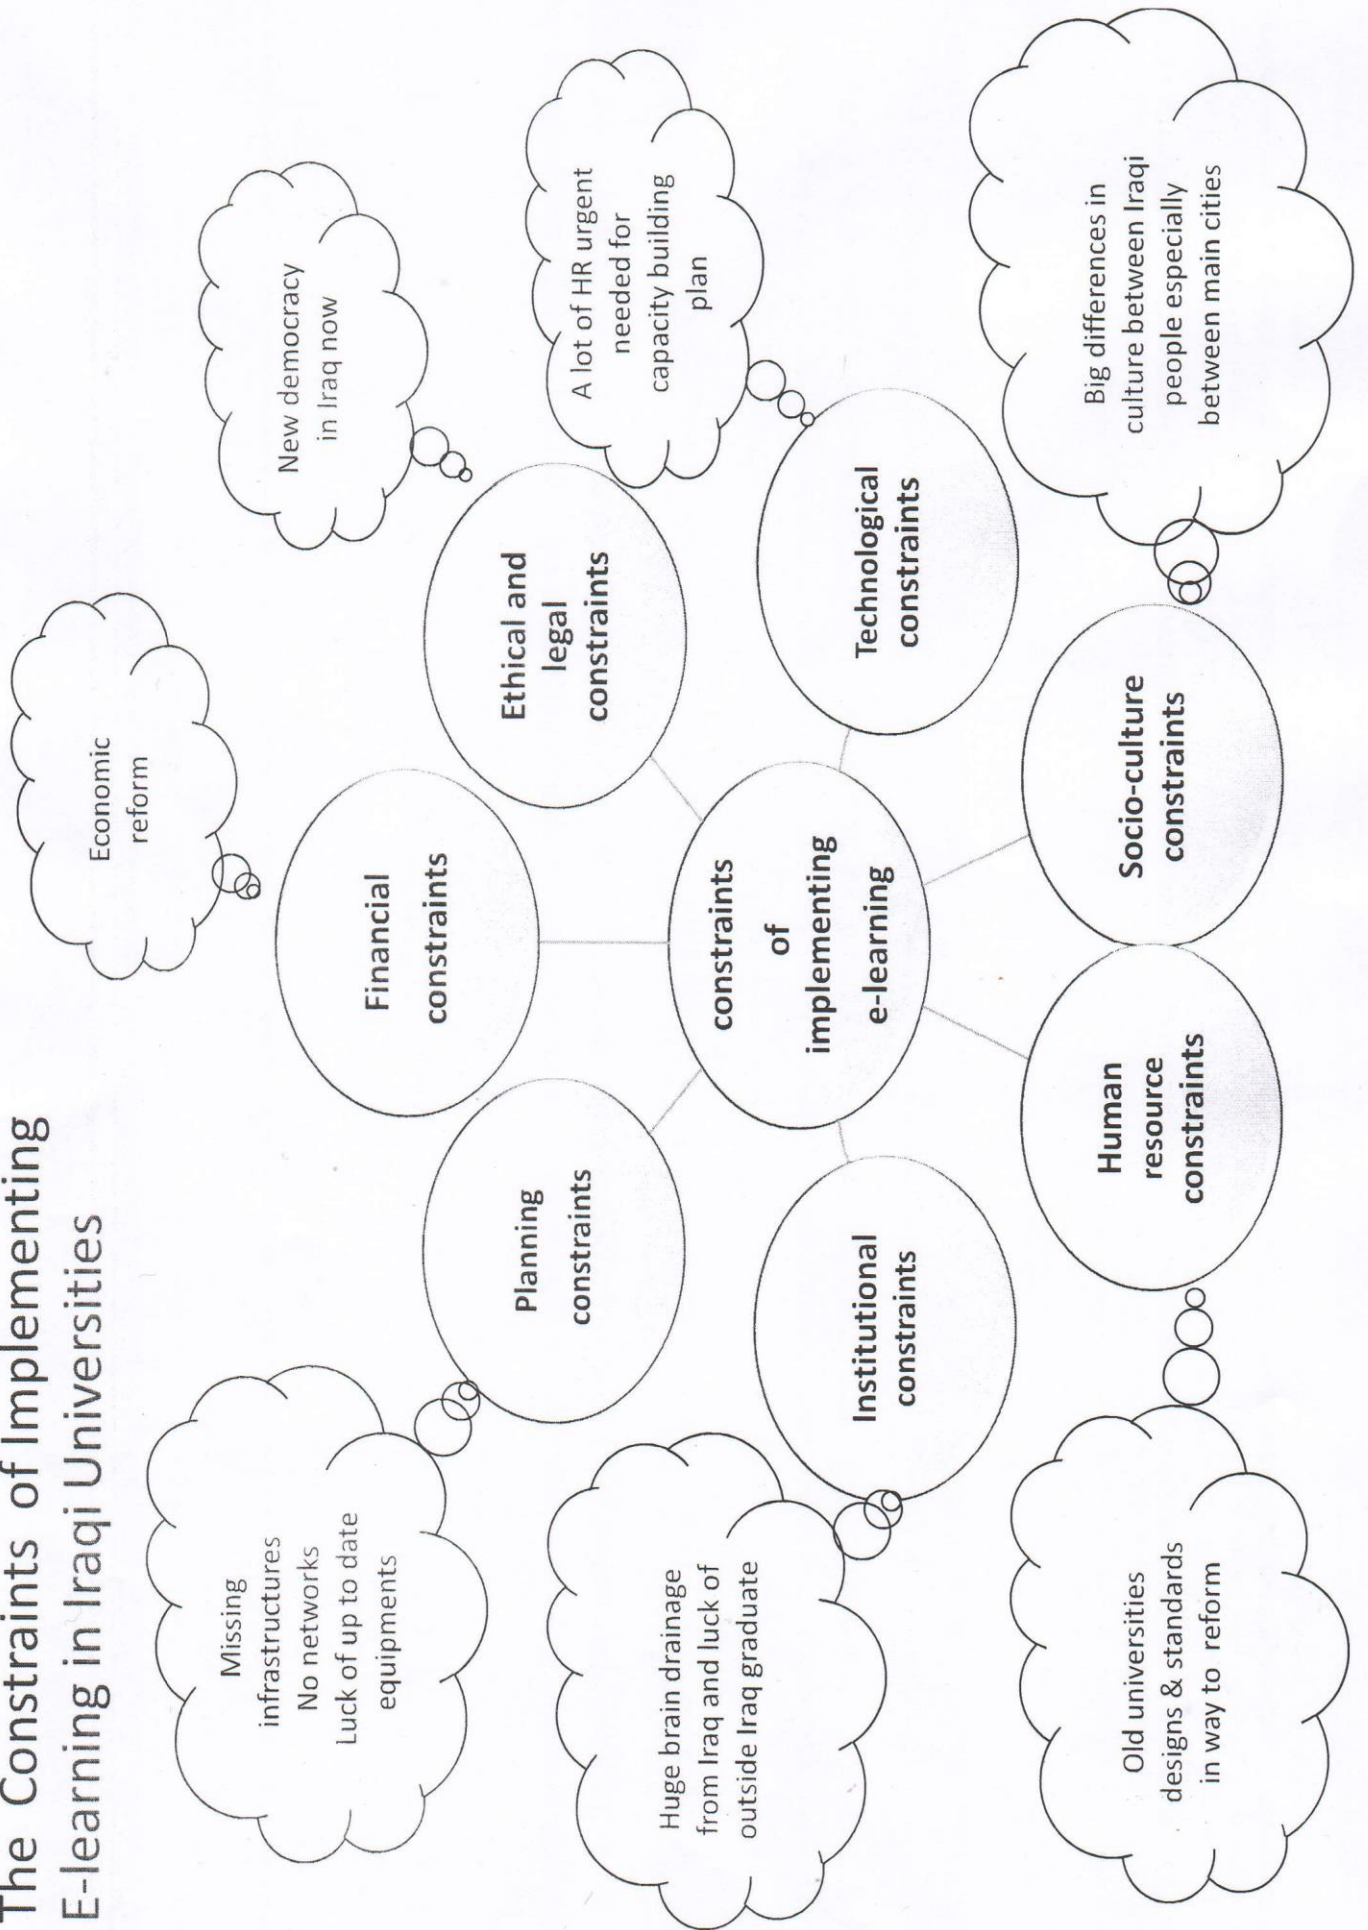 The Constraints of Implementing
E-learning in Iraqi Universities
Economic
reform
New democracy
in Iraq now
Missing
infrastructures
No networks
Luck of up to date
equipments
Financial
constraints
Planning
constraints
Ethical and
legal
constraints
A lot of HR urgent
needed for
capacity building
plan
Huge brain drainage
from Iraq and luck of
outside Iraq graduate
Institutional
constraints
constraints
of
implementing
e-learning
Technological
constraints
Old universities
designs & standards
in way to reform
Human
resource
constraints
Socio-culture
constraints
Big differences in
culture between Iraqi
people especially
between main cities